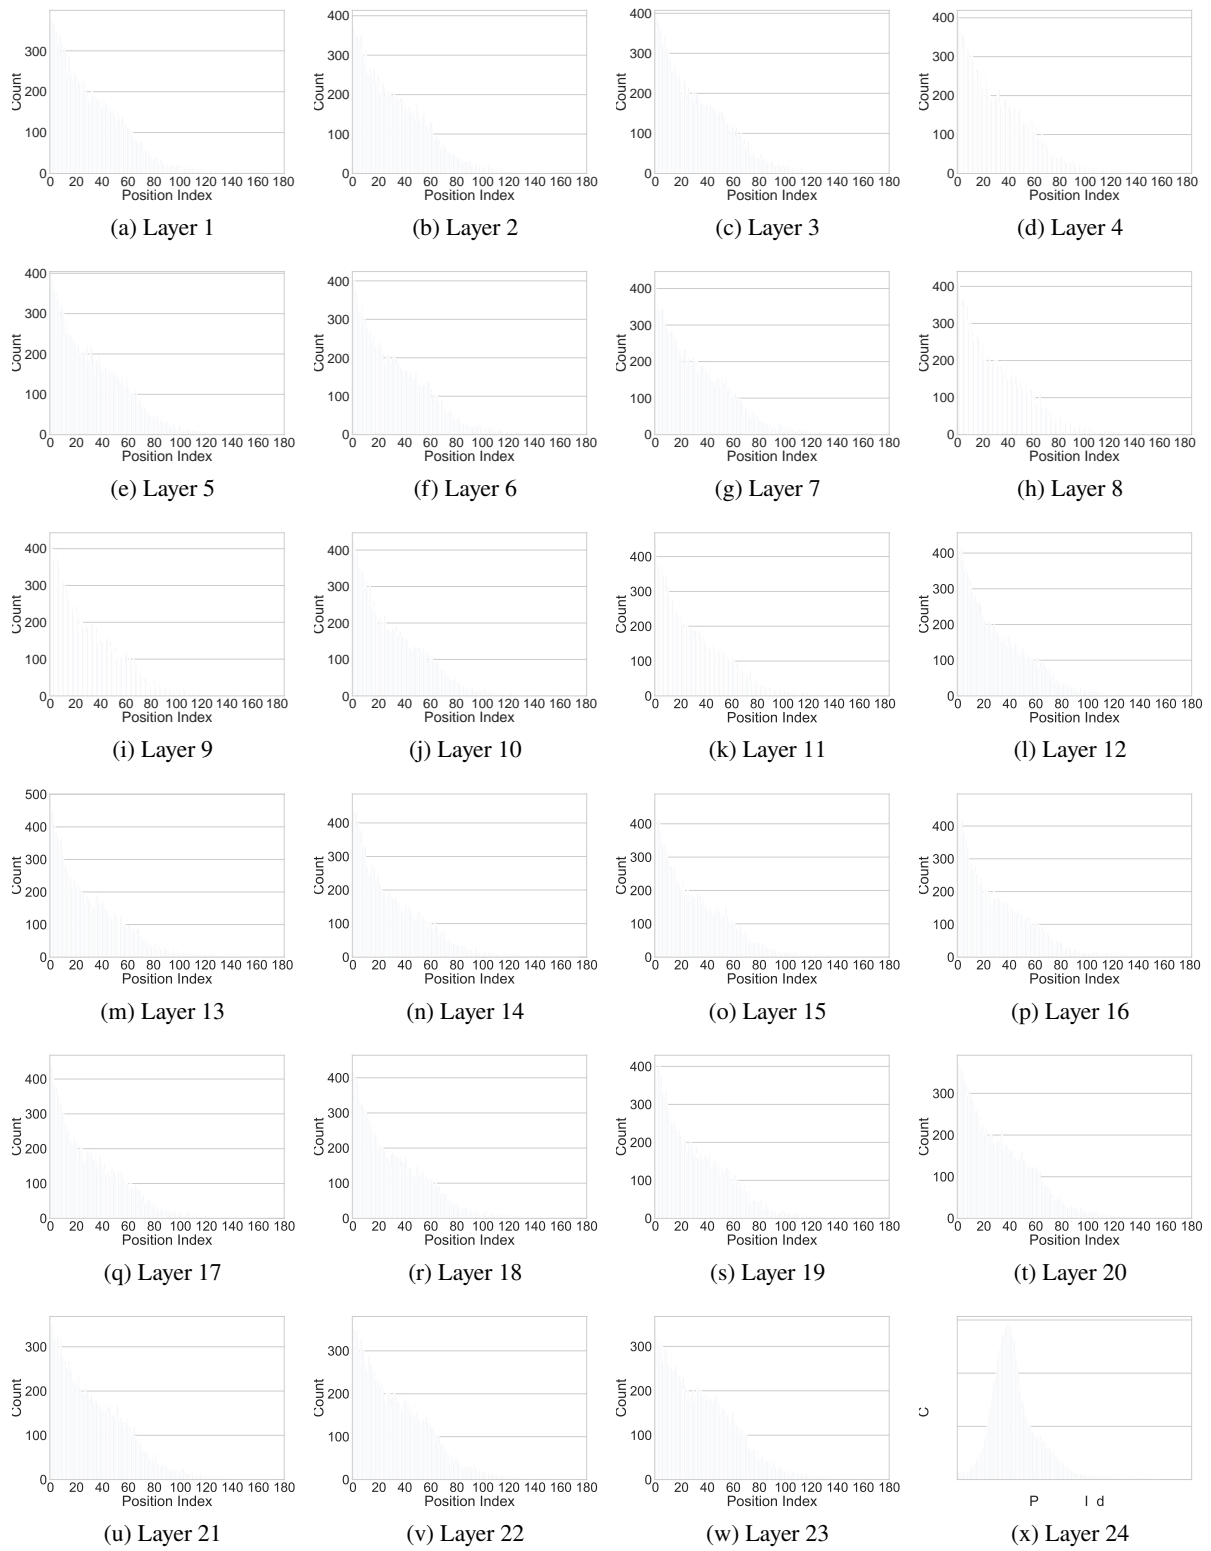 300
200
100
0
Count
0 20 40 60 80 100 120 140 160 180
Position Index
(a) Layer 1
400
300
200
100
0
Count
0 20 40 60 80 100 120 140 160 180
Position Index
(b) Layer 2
400
300
200
100
0
Count
0 20 40 60 80 100 120 140 160 180
Position Index
(c) Layer 3
400
300
200
100
0
Count
0 20 40 60 80 100 120 140 160 180
Position Index
(d) Layer 4
400
300
200
100
0
Count
0 20 40 60 80 100 120 140 160 180
Position Index
(e) Layer 5
400
300
200
100
0
Count
0 20 40 60 80 100 120 140 160 180
Position Index
(f) Layer 6
400
300
200
100
0
Count
0 20 40 60 80 100 120 140 160 180
Position Index
(g) Layer 7
400
300
200
100
0
Count
0 20 40 60 80 100 120 140 160 180
Position Index
(h) Layer 8
400
300
200
100
0
Count
0 20 40 60 80 100 120 140 160 180
Position Index
(i) Layer 9
400
300
200
100
0
Count
0 20 40 60 80 100 120 140 160 180
Position Index
(j) Layer 10
400
300
200
100
0
Count
0 20 40 60 80 100 120 140 160 180
Position Index
(k) Layer 11
400
300
200
100
0
Count
0 20 40 60 80 100 120 140 160 180
Position Index
(l) Layer 12
500
400
300
200
100
0
Count
0 20 40 60 80 100 120 140 160 180
Position Index
(m) Layer 13
400
300
200
100
0
Count
0 20 40 60 80 100 120 140 160 180
Position Index
(n) Layer 14
400
300
200
100
0
Count
0 20 40 60 80 100 120 140 160 180
Position Index
(o) Layer 15
400
300
200
100
0
Count
0 20 40 60 80 100 120 140 160 180
Position Index
(p) Layer 16
400
300
200
100
0
Count
0 20 40 60 80 100 120 140 160 180
Position Index
(q) Layer 17
400
300
200
100
0
Count
0 20 40 60 80 100 120 140 160 180
Position Index
(r) Layer 18
400
300
200
100
0
Count
0 20 40 60 80 100 120 140 160 180
Position Index
(s) Layer 19
300
200
100
0
Count
0 20 40 60 80 100 120 140 160 180
Position Index
(t) Layer 20
300
200
100
0
Count
0 20 40 60 80 100 120 140 160 180
Position Index
(u) Layer 21
300
200
100
0
Count
0 20 40 60 80 100 120 140 160 180
Position Index
(v) Layer 22
300
200
100
0
Count
0 20 40 60 80 100 120 140 160 180
Position Index
(w) Layer 23
C
P I d
(x) Layer 24